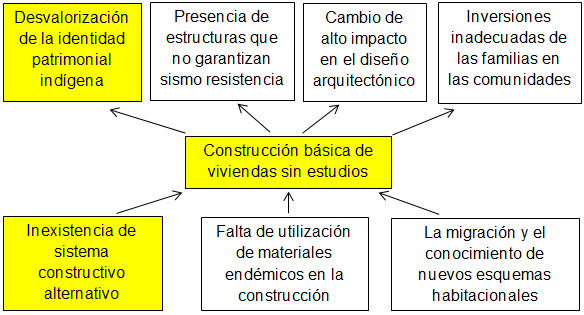 Desvalorización
de la identidad
patrimonial
indígena
Presencia de
estructuras que
no garantizan
sismo resistencia
Cambio de
alto impacto
en el diseño
arquitectónico
Inversiones
inadecuadas de
las familias en
las comunidades
Construcción básica de
viviendas sin estudios
Inexistencia de
sistema
constructivo
alternativo
Falta de utilización
de materiales
endémicos en la
construcción
La migración y el
conocimiento de
nuevos esquemas
habitacionales